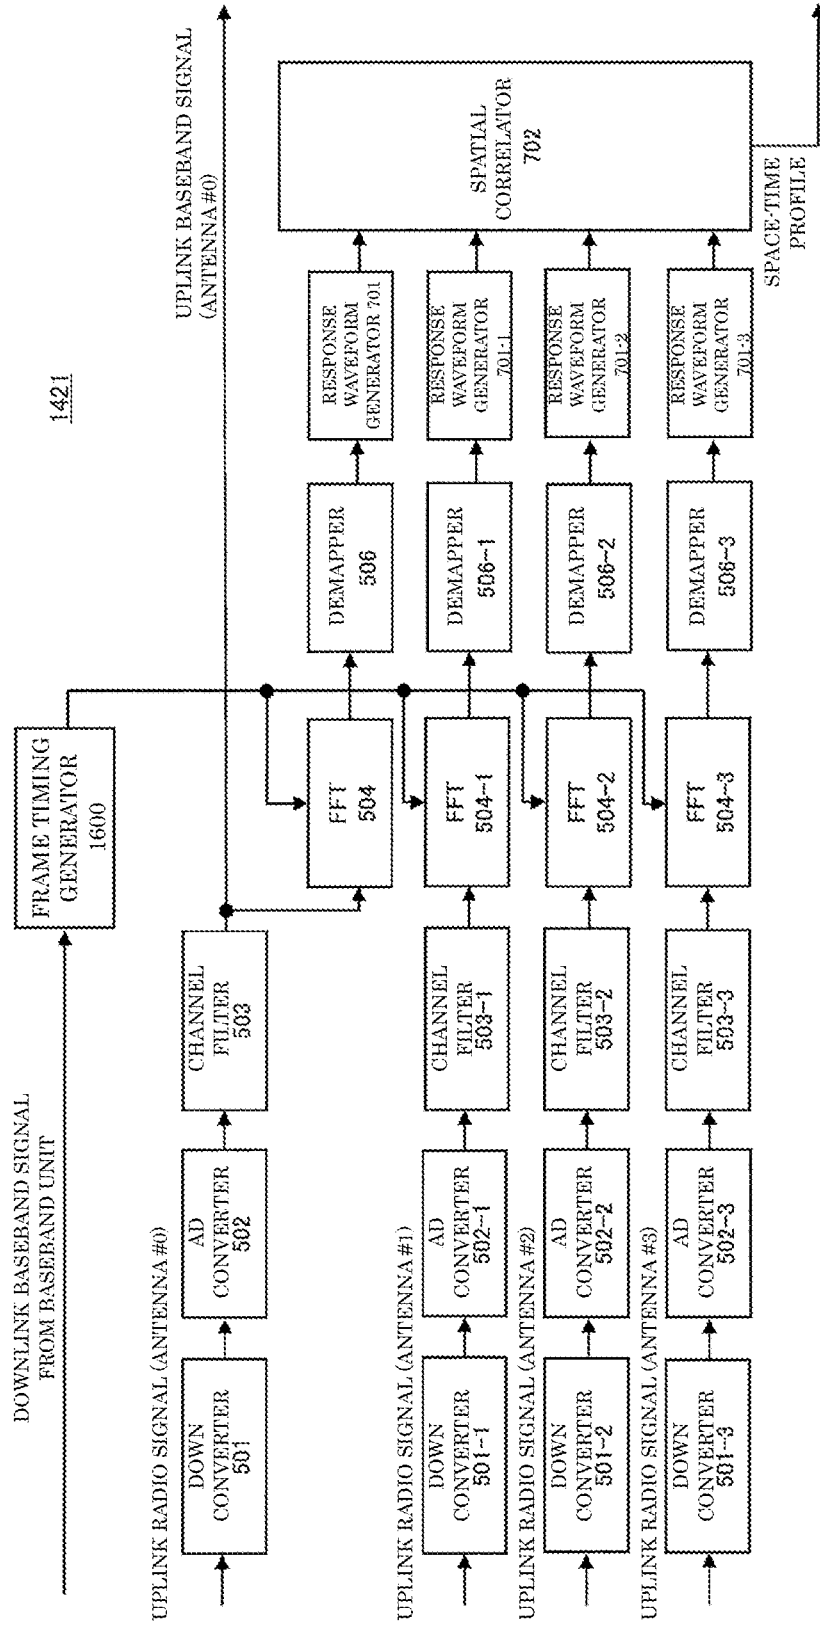 DOWNLINK BASEBAND SIGNAL
FROM BASEBAND UNIT
FRAME TIMING
GENERATOR
1600
1421
UPLINK BASEBAND SIGNAL
(ANTENNA #0)
UPLINK RADIO SIGNAL (ANTENNA #0)
DOWN
CONVERTER
501
AD
CONVERTER
502
CHANNEL
FILTER
503
FFT
504
DEMAPPER
506
RESPONSE
WAVEFORM
GENERATOR 701
UPLINK RADIO SIGNAL (ANTENNA #1)
DOWN
CONVERTER
501-1
AD
CONVERTER
502-1
CHANNEL
FILTER
503-1
FFT
504-1
DEMAPPER
506-1
RESPONSE
WAVEFORM
GENERATOR
701-1
UPLINK RADIO SIGNAL (ANTENNA #2)
DOWN
CONVERTER
501-2
AD
CONVERTER
502-2
CHANNEL
FILTER
503-2
FFT
504-2
DEMAPPER
506-2
RESPONSE
WAVEFORM
GENERATOR
701-2
UPLINK RADIO SIGNAL (ANTENNA #3)
DOWN
CONVERTER
501-3
AD
CONVERTER
502-3
CHANNEL
FILTER
503-3
FFT
504-3
DEMAPPER
506-3
RESPONSE
WAVEFORM
GENERATOR
701-3
SPATIAL
CORRELATOR
702
SPACE-TIME
PROFILE